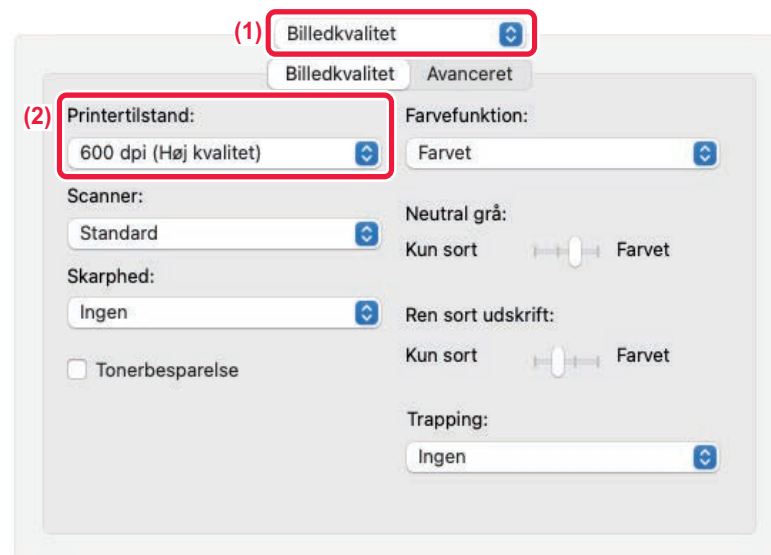 (1) Billedkvalitet
Billedkvalitet Avanceret
(2) Printertilstand:
600 dpi (Høj kvalitet)
Scanner:
Standard
Skarphed:
Ingen
Tonerbesparelse
Farvefunktion:
Farvet
Neutral grå:
Kun sort Farvet
Ren sort udskrift:
Kun sort Farvet
Trapping:
Ingen